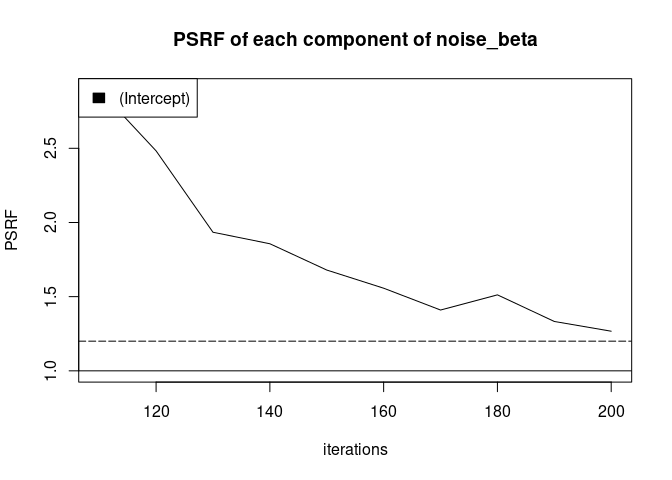 PSRF of each component of noise_beta
(Intercept)
PSRF
2.5
2.0
1.5
1.0
120 140 160 180 200
iterations